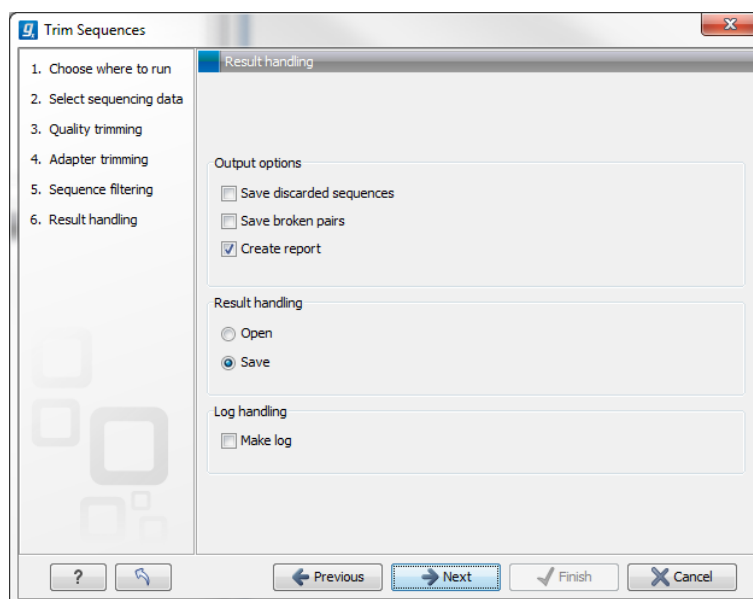 Trim Sequences
1. Choose where to run
2. Select sequencing data
3. Quality trimming
4. Adapter trimming
5. Sequence filtering
6. Result handling
Result handling
Output options
Save discarded sequences
Save broken pairs
Create report
Result handling
Open
Save
Log handling
Make log
?
Previous
Next
Finish
Cancel